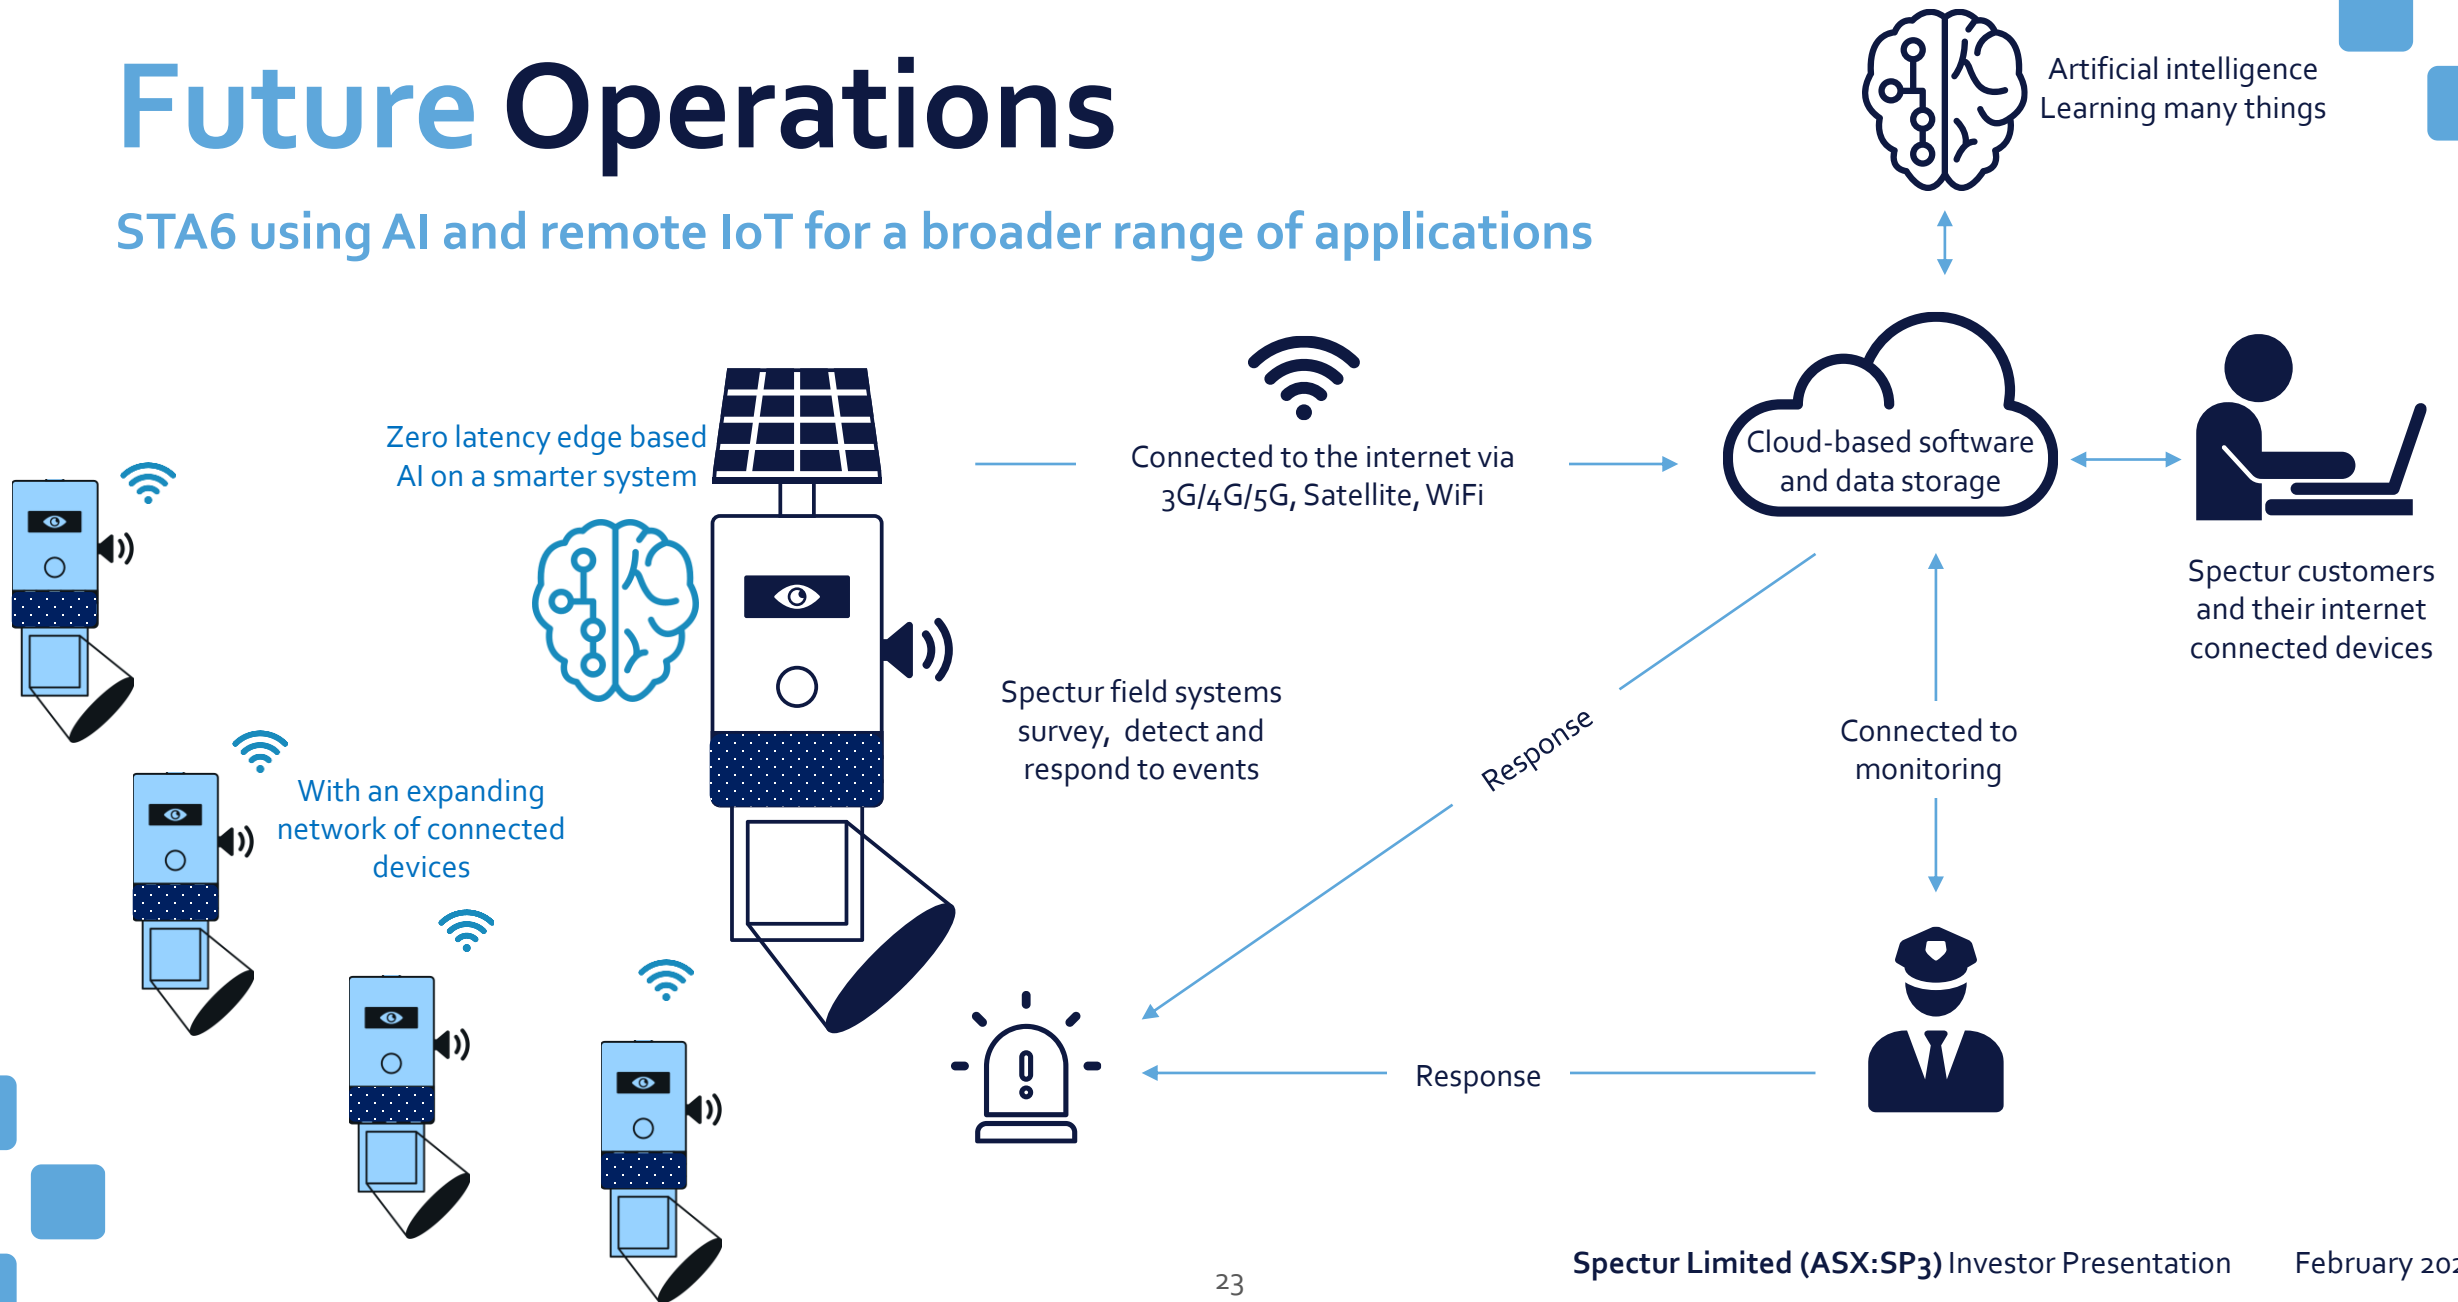 Future Operations
STA6 using AI and remote IoT for a broader range of applications
Artificial intelligence
Learning many things
Zero latency edge based
AI on a smarter system
Connected to the internet via
3G/4G/5G, Satellite, WiFi
Cloud-based software
and data storage
Spectur customers
and their internet
connected devices
Spectur field systems
survey, detect and
respond to events
Response
Connected to
monitoring
With an expanding
network of connected
devices
Response
Spectur Limited (ASX:SP3) Investor Presentation
February
23